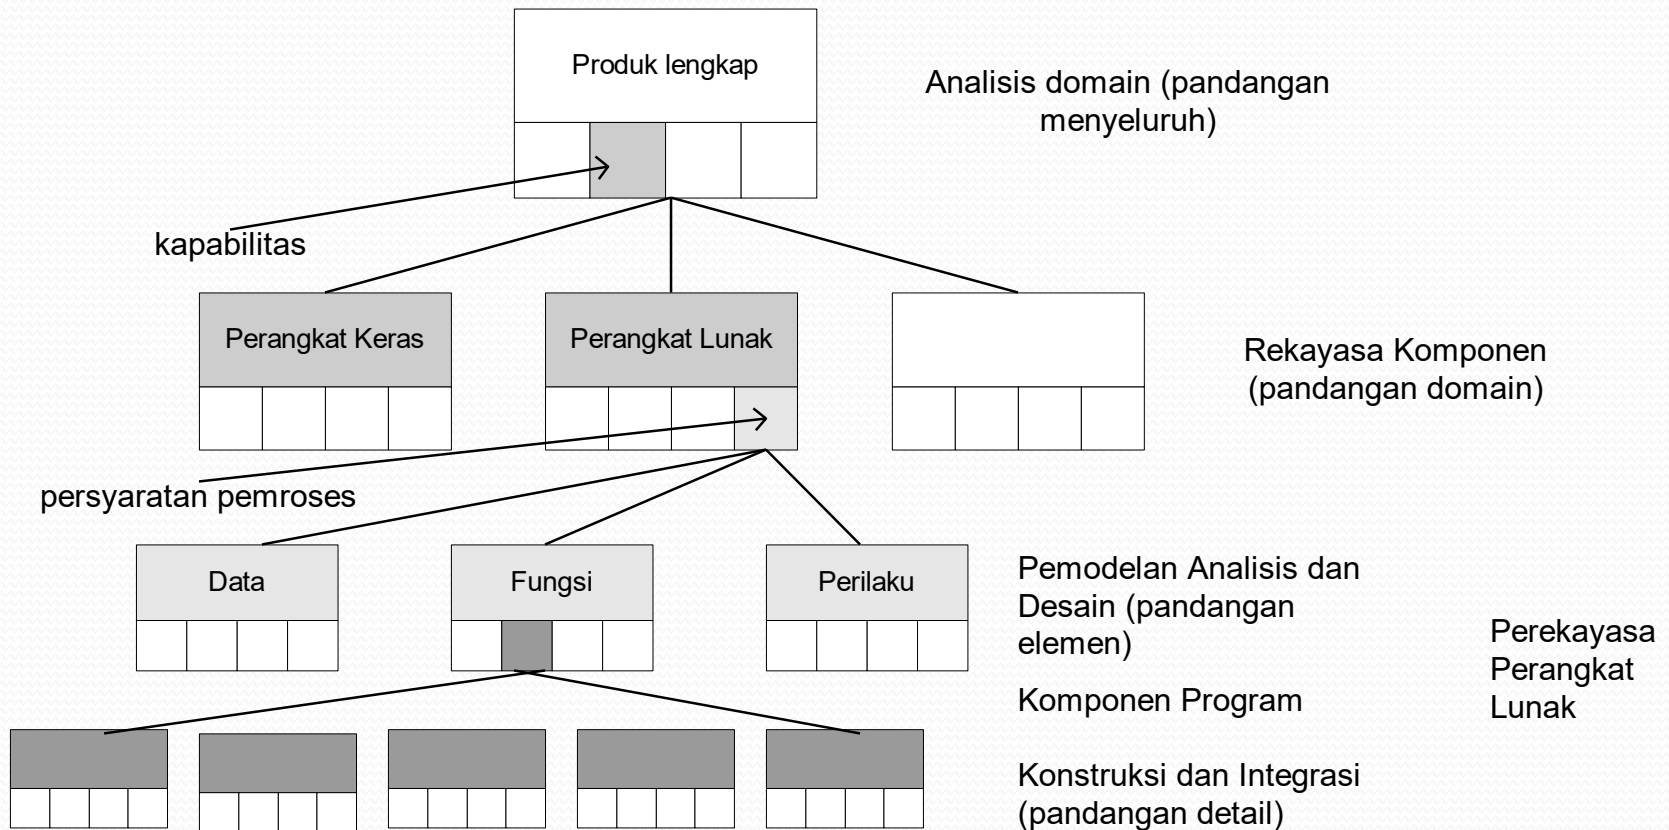 Produk lengkap
Analisis domain (pandangan
menyeluruh)
kapabilitas
Perangkat Keras
Perangkat Lunak
Rekayasa Komponen
(pandangan domain)
persyaratan pemroses
Data
Fungsi
Perilaku
Pemodelan Analisis dan
Desain (pandangan
elemen)
Perekayasa
Perangkat
Lunak
Komponen Program
Konstruksi dan Integrasi
(pandangan detail)